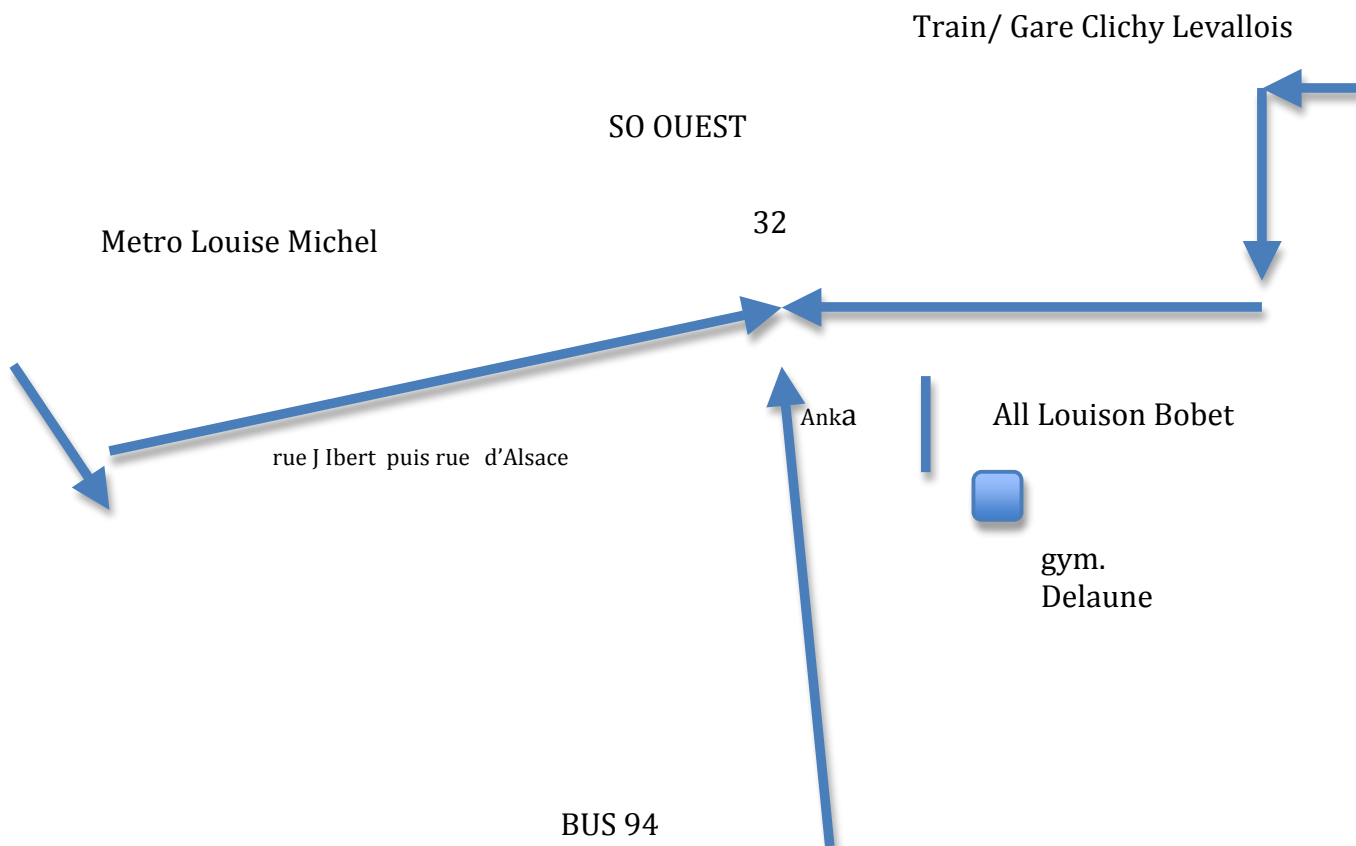 Train/ Gare Clichy Levallois
SO OUEST
32
Metro Louise Michel
Anka
All Louison Bobet
rue J Ibert puis rue d’Alsace
gym.
Delaune
BUS 94